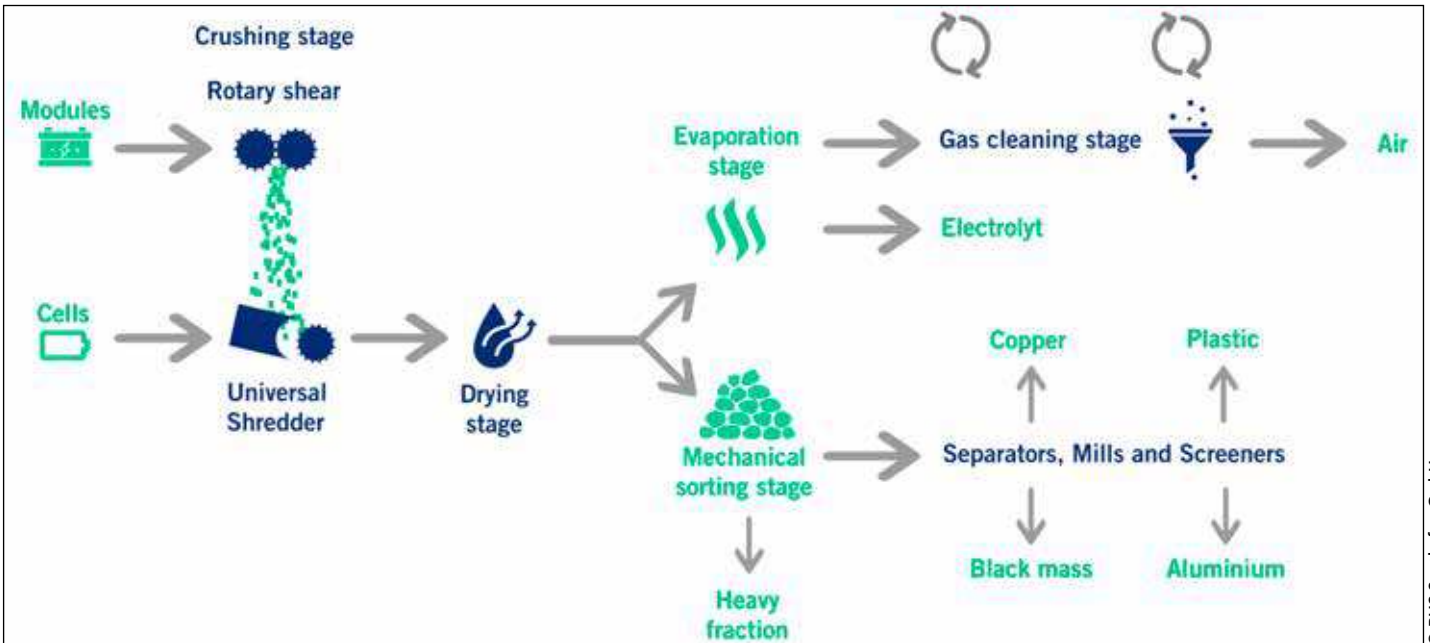 Crushing stage
Rotary shear
Modules
Cells
Universal
Shredder
Drying
stage
Evaporation
stage
Gas cleaning stage
Air
Electrolyt
Mechanical
sorting stage
Heavy
fraction
Copper
Plastic
Separators, Mills and Screeners
Black mass
Aluminium